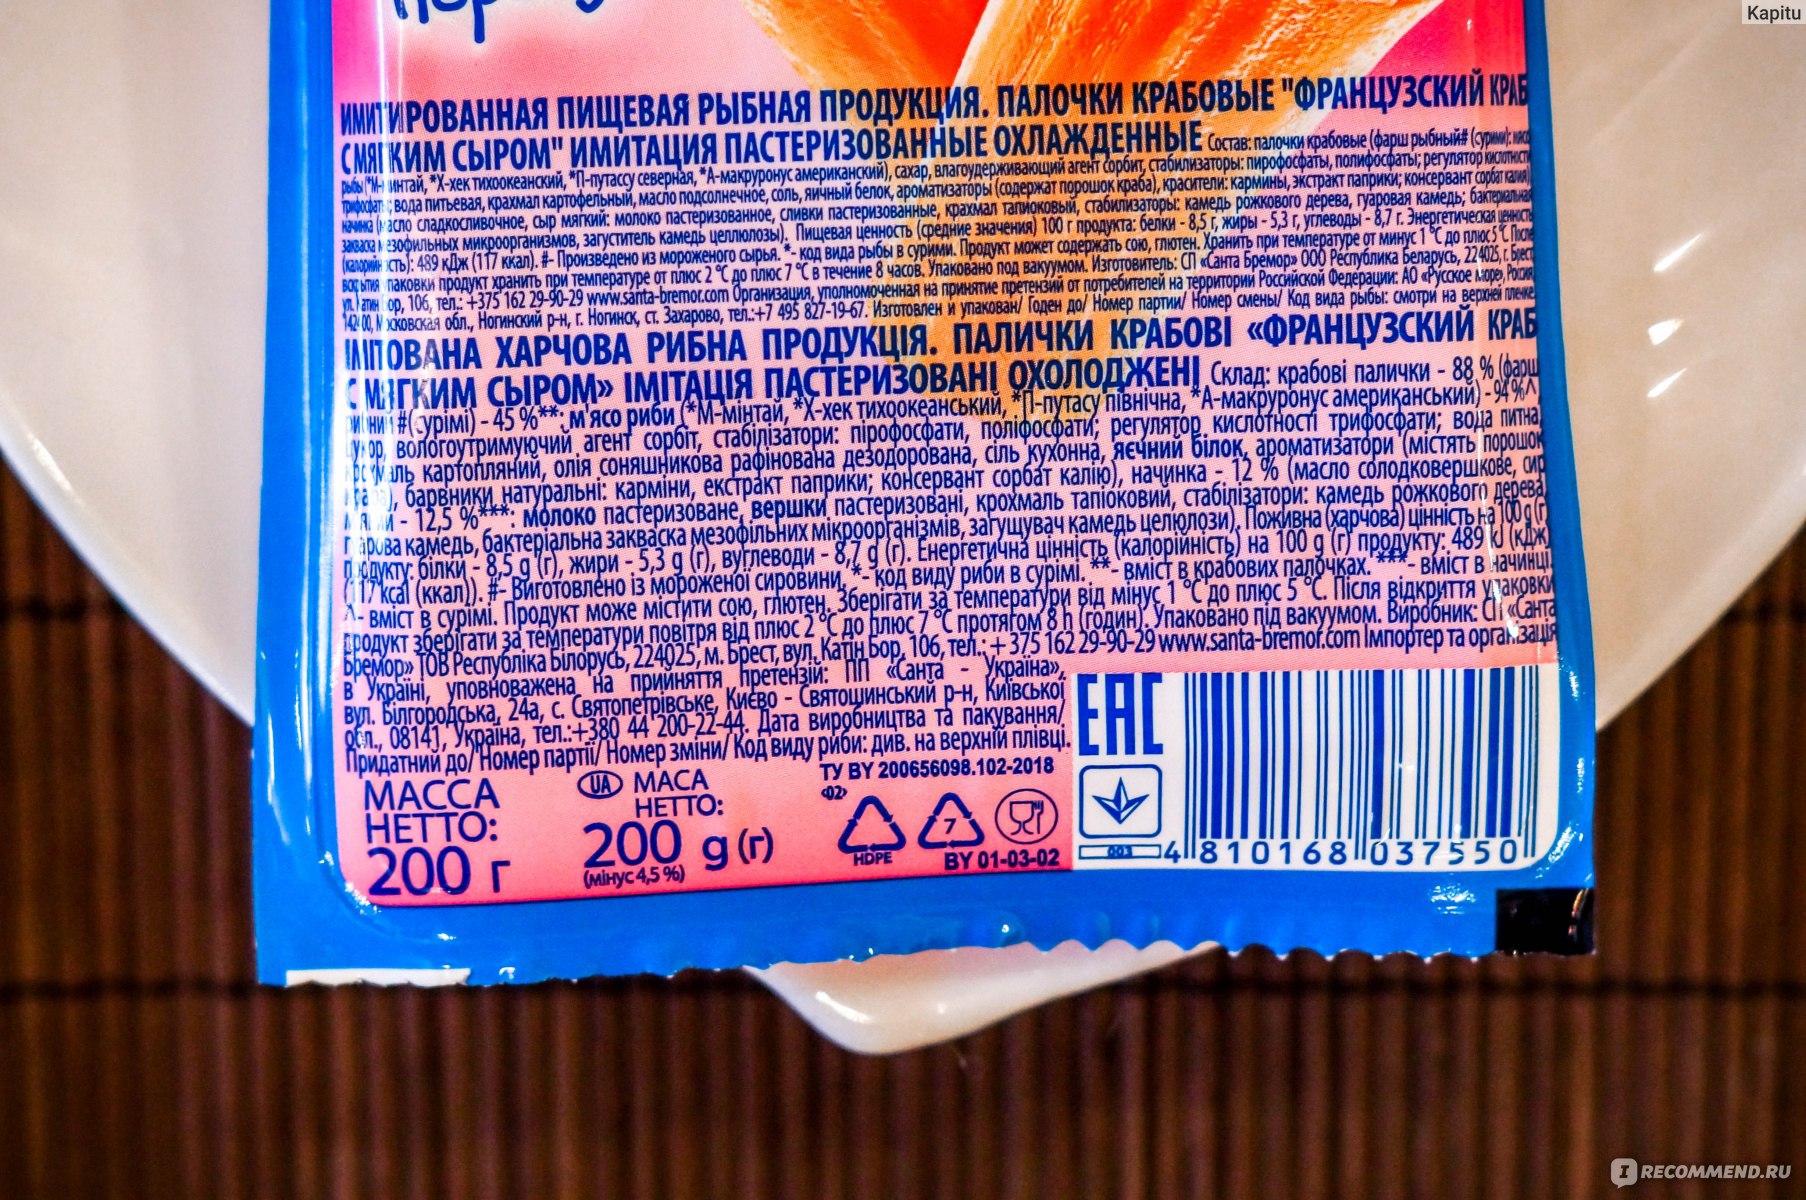 Kapitu
ИМИТИРОВАННАЯ ПИЩЕВАЯ РЫБНАЯ ПРОДУКЦИЯ. ПАЛОЧКИ КРАБОВЫЕ "ФРАНЦУЗСКИЙ КРАБ
С МЯГКИМ СЫРОМ" ИМИТАЦИЯ ПАСТЕРИЗОВАННЫЕ ОХЛАЖДЕННЫЕ Состав: палочки крабовые (фарш рыбный# (сурими): мясо
рыбы (*М-минтай, *Х-хек тихоокеанский, *П-путассу северная, *А-макруронус американский), сахар, влагоудерживающий агент сорбит, стабилизаторы: пирофосфаты, полифосфаты; регулятор кислотности
трифосфаты; вода питьевая, крахмал картофельный, масло подсолнечное, соль, яичный белок, ароматизаторы (содержат порошок краба), красители: кармины, экстракт паприки; консервант сорбат калия),
начинка (масло сладкосливочное, сыр мягкий: молоко пастеризованное, сливки пастеризованные, крахмал тапиоковый, стабилизаторы: камедь рожкового дерева, гуаровая камедь; бактериальная
закваска мезофильных микроорганизмов, загуститель камедь целлюлозы). Пищевая ценность (средние значения) 100 г продукта: белки - 8,5 г, жиры - 5,3 г, углеводы - 8,7 г. Энергетическая ценность
(калорийность): 489 кДж (117 ккал). #- Произведено из мороженого сырья. *- код вида рыбы в сурими. Продукт может содержать сою, глютен. Хранить при температуре от минус 1 °С до плюс 5 °С. После
вскрытия упаковки продукт хранить при температуре от плюс 2 °С до плюс 7 °С в течение 8 часов. Упаковано под вакуумом. Изготовитель: СП «Санта Бремор» ООО Республика Беларусь, 224025, г. Брест,
ул. Катин Бор, 106, тел.: +375 162 29-90-29 www.santa-bremor.com Организация, уполномоченная на принятие претензий от потребителей на территории Российской Федерации: АО «Русское море», Россия,
142400, Московская обл., Ногинский р-н, г. Ногинск, ст. Захарово, тел.:+7 495 827-19-67. Изготовлен и упакован/ Годен до/ Номер партии/ Номер смены/ Код вида рыбы: смотри на верхней пленке
ІМІТОВАНА ХАРЧОВА РИБНА ПРОДУКЦІЯ. ПАЛИЧКИ КРАБОВІ «ФРАНЦУЗСКИЙ КРАБ
С МЯГКИМ СЫРОМ» ІМІТАЦІЯ ПАСТЕРИЗОВАНІ ОХОЛОДЖЕНІ Склад: крабові палички - 88 % (фарш
рибний #(сурімі) - 45 %**: м'ясо риби (*М-мінтай, *Х-хек тихоокеанський, *П-путасу північна, *А-макруронус американський) - 94 %^,
цукор, вологоутримуючий агент сорбіт, стабілізатори: пірофосфати, поліфосфати; регулятор кислотності трифосфати; вода питна,
крохмаль картопляний, олія соняшникова рафінована дезодорована, сіль кухонна, яєчний білок, ароматизатори (містять порошок
краба), барвники натуральні: карміни, екстракт паприки; консервант сорбат калію), начинка - 12 % (масло солодковершкове, сир
м'який - 12,5 %***: молоко пастеризоване, вершки пастеризовані, крохмаль тапіоковий, стабілізатори: камедь рожкового дерева,
гуарова камедь, бактеріальна закваска мезофільних мікроорганізмів, загущувач камедь целюлози). Поживна (харчова) цінність на 100 g (г)
продукту: білки - 8,5 g (г), жири - 5,3 g (г), вуглеводи - 8,7 g (г). Енергетична цінність (калорійність) на 100 g (г) продукту: 489 kJ (кДж)
(117 kcal (ккал)). #- Виготовлено із мороженої сировини. *- код виду риби в сурімі. **- вміст в крабових палочках. ***- вміст в начинці.
^- вміст в сурімі. Продукт може містити сою, глютен. Зберігати за температури від мінус 1 °С до плюс 5 °С. Після відкриття упаковки
продукт зберігати за температури повітря від плюс 2 °С до плюс 7 °С протягом 8 h (годин). Упаковано під вакуумом. Виробник: СП «Санта
Бремор» ТОВ Республіка Білорусь, 224025, м. Брест, вул. Катін Бор, 106, тел.: + 375 162 29-90-29 www.santa-bremor.com Імпортер та організація
в Україні, уповноважена на прийняття претензій: ПП «Санта - Україна»,
вул. Білгородська, 24а, с. Святопетрівське, Києво - Святошинський р-н, Київської
обл., 08141, Україна, тел.:+380 44 200-22-44. Дата виробництва та пакування/
Придатний до/ Номер партії/ Номер зміни/ Код виду риби: див. на верхній плівці.
МАССА
НЕТТО:
200 г
UA МАСА
НЕТТО:
200 g (г)
(мінус 4,5 %)
ТУ BY 200656098.102-2018
‹02›
HDPE
7
BY 01-03-02
EAC
003
4 810168 037550
IRECOMMEND.RU